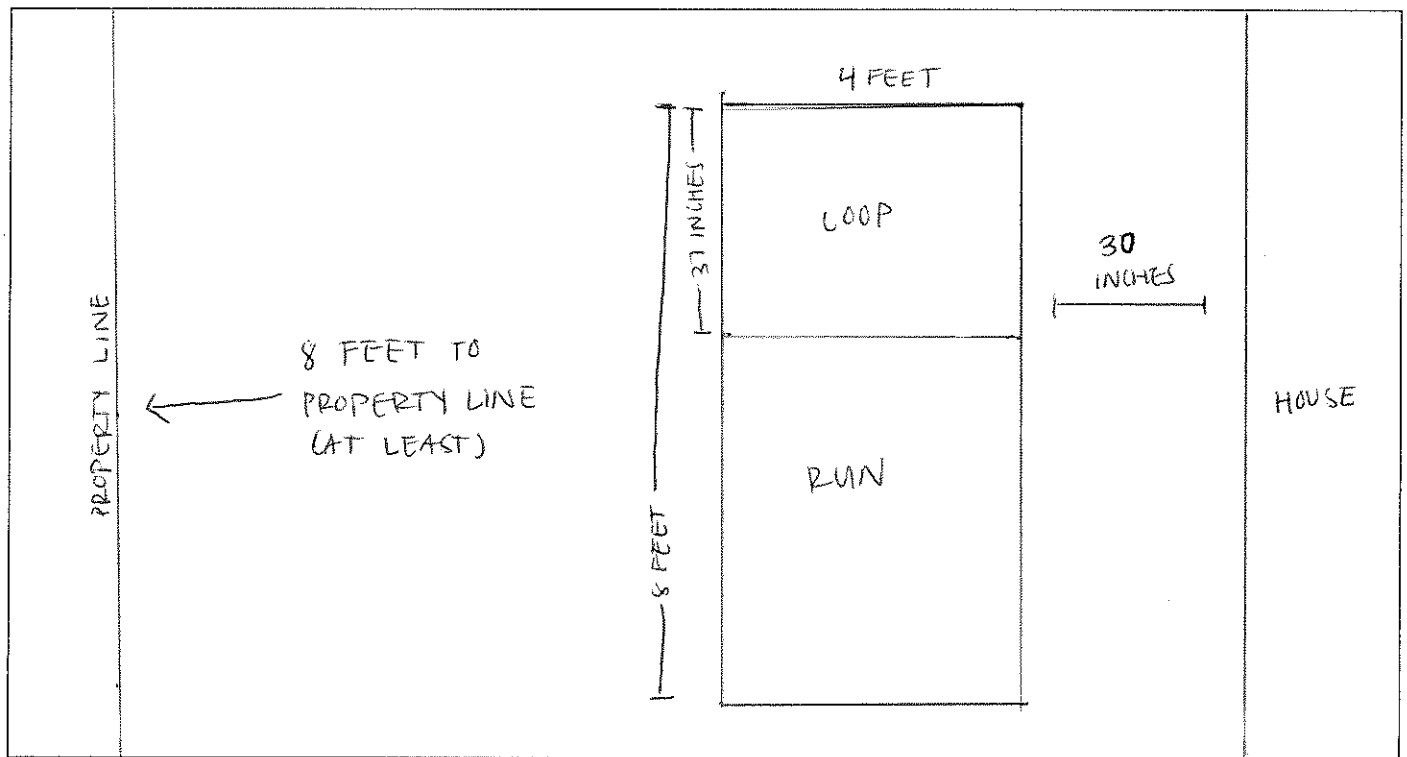 4 FEET
37 INCHES
LOOP
30
INCHES
PROPERTY LINE
8 FEET TO
PROPERTY LINE
(AT LEAST)
HOUSE
RUN
8 FEET